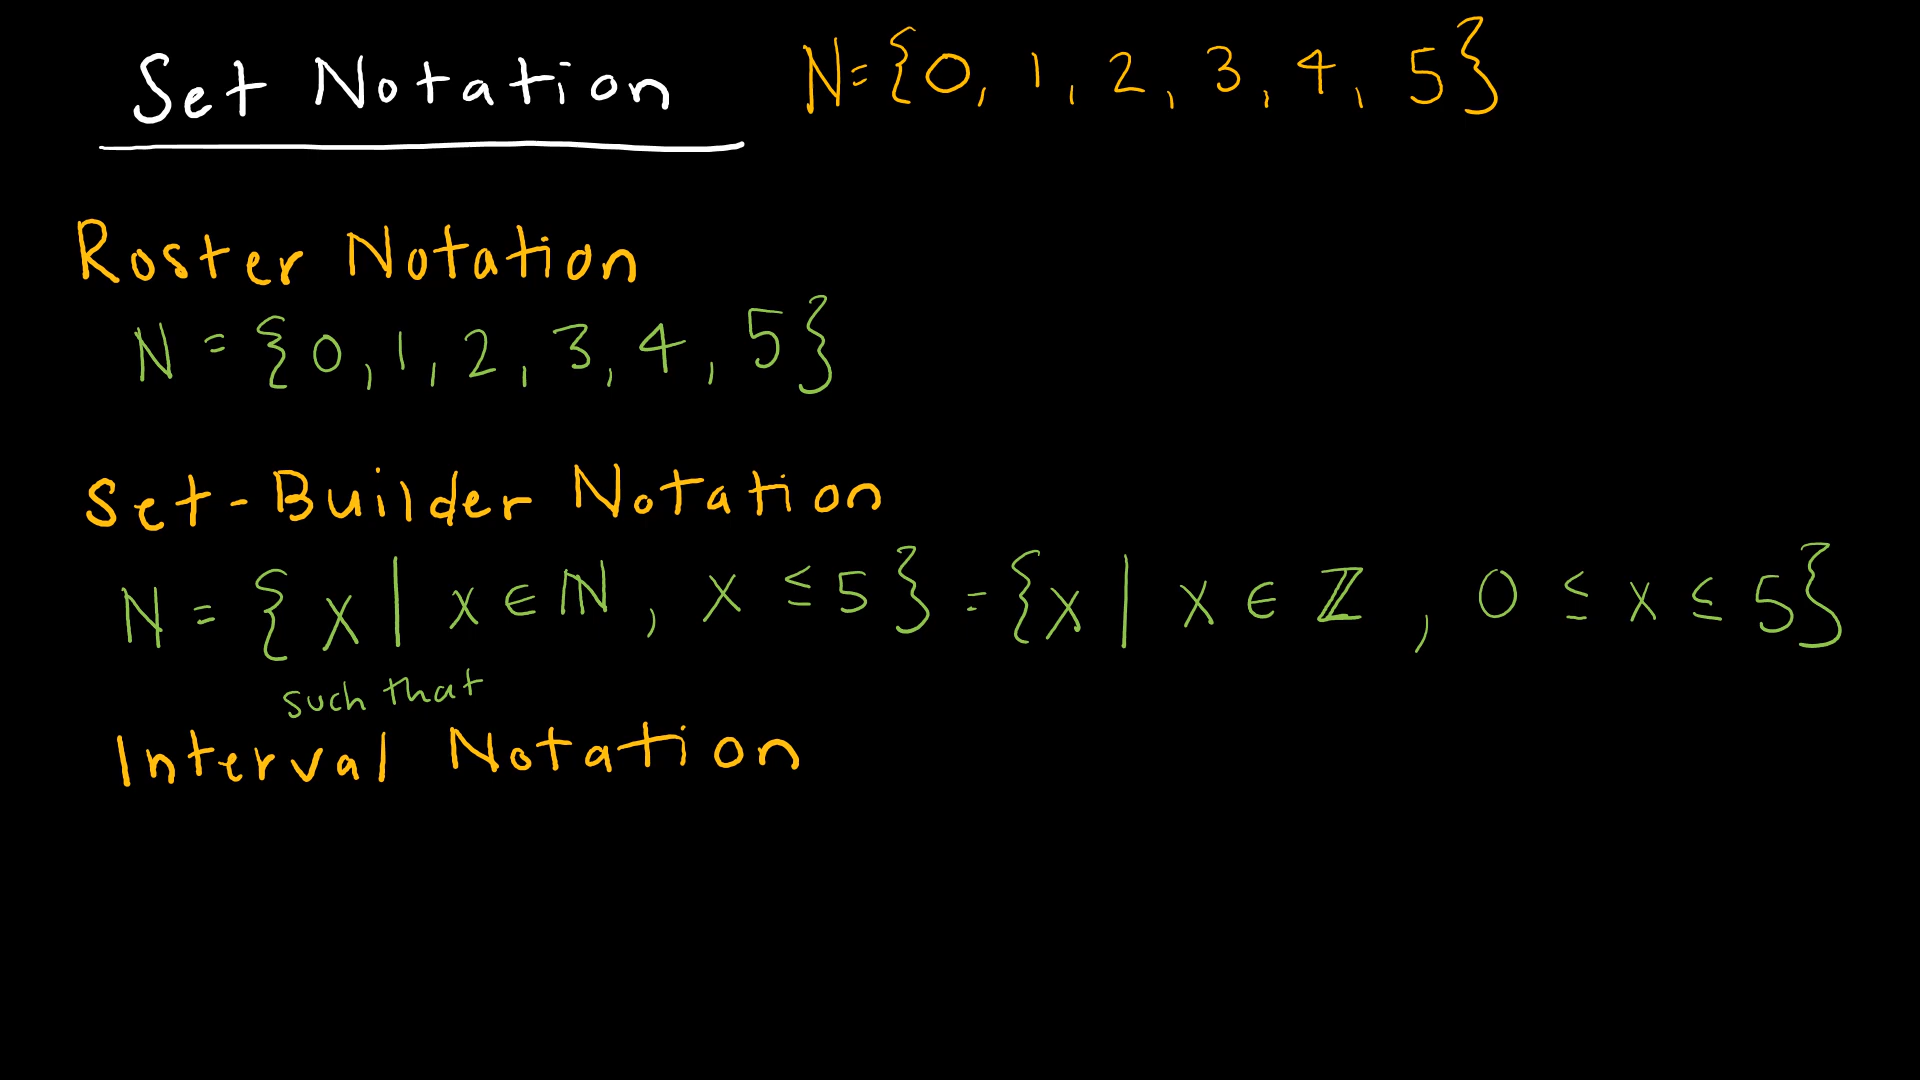 Set Notation N={0, 1, 2, 3, 4, 5}
Roster Notation
N = {0, 1, 2, 3, 4, 5}
Set-Builder Notation
N = {x | x ∈ ℕ, x ≤ 5} = {x | x ∈ ℤ, 0 ≤ x ≤ 5}
such that
Interval Notation